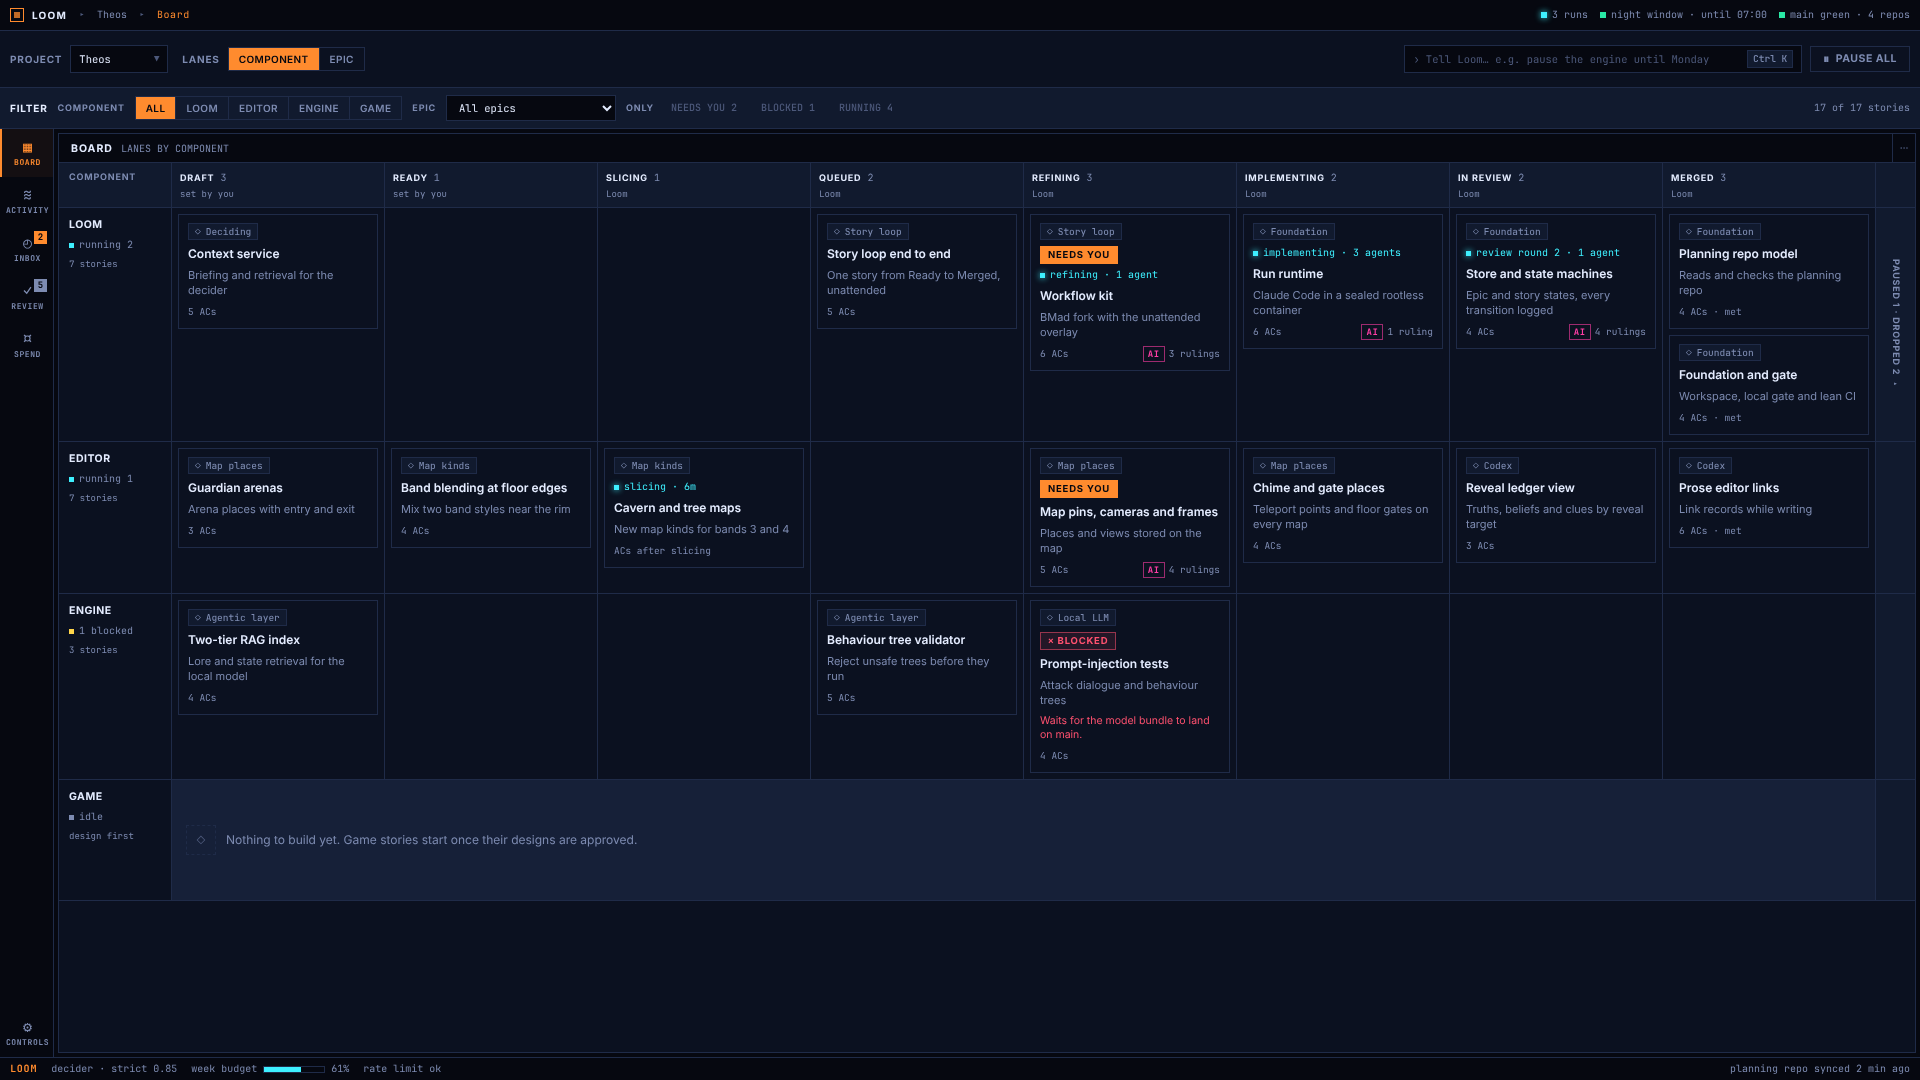 LOOM ▸ Theos ▸ Board
3 runs night window · until 07:00 main green · 4 repos
PROJECT Theos LANES COMPONENT EPIC
› Tell Loom… e.g. pause the engine until Monday Ctrl K PAUSE ALL
FILTER COMPONENT ALL LOOM EDITOR ENGINE GAME EPIC All epics ONLY NEEDS YOU 2 BLOCKED 1 RUNNING 4
17 of 17 stories
BOARD
ACTIVITY
2
INBOX
5
REVIEW
SPEND
CONTROLS
BOARD LANES BY COMPONENT
COMPONENT
DRAFT 3
set by you
READY 1
set by you
SLICING 1
Loom
QUEUED 2
Loom
REFINING 3
Loom
IMPLEMENTING 2
Loom
IN REVIEW 2
Loom
MERGED 3
Loom
PAUSED 1 · DROPPED 2
LOOM
running 2
7 stories
◇ Deciding
Context service
Briefing and retrieval for the
decider
5 ACs
◇ Story loop
Story loop end to end
One story from Ready to Merged,
unattended
5 ACs
◇ Story loop
NEEDS YOU
refining · 1 agent
Workflow kit
BMad fork with the unattended
overlay
6 ACs AI 3 rulings
◇ Foundation
implementing · 3 agents
Run runtime
Claude Code in a sealed rootless
container
6 ACs AI 1 ruling
◇ Foundation
review round 2 · 1 agent
Store and state machines
Epic and story states, every
transition logged
4 ACs AI 4 rulings
◇ Foundation
Planning repo model
Reads and checks the planning
repo
4 ACs · met
◇ Foundation
Foundation and gate
Workspace, local gate and lean CI
4 ACs · met
EDITOR
running 1
7 stories
◇ Map places
Guardian arenas
Arena places with entry and exit
3 ACs
◇ Map kinds
Band blending at floor edges
Mix two band styles near the rim
4 ACs
◇ Map kinds
slicing · 6m
Cavern and tree maps
New map kinds for bands 3 and 4
ACs after slicing
◇ Map places
NEEDS YOU
Map pins, cameras and frames
Places and views stored on the
map
5 ACs AI 4 rulings
◇ Map places
Chime and gate places
Teleport points and floor gates on
every map
4 ACs
◇ Codex
Reveal ledger view
Truths, beliefs and clues by reveal
target
3 ACs
◇ Codex
Prose editor links
Link records while writing
6 ACs · met
ENGINE
1 blocked
3 stories
◇ Agentic layer
Two-tier RAG index
Lore and state retrieval for the
local model
4 ACs
◇ Agentic layer
Behaviour tree validator
Reject unsafe trees before they
run
5 ACs
◇ Local LLM
× BLOCKED
Prompt-injection tests
Attack dialogue and behaviour
trees
Waits for the model bundle to land
on main.
4 ACs
GAME
idle
design first
◇ Nothing to build yet. Game stories start once their designs are approved.
LOOM decider · strict 0.85 week budget 61% rate limit ok
planning repo synced 2 min ago